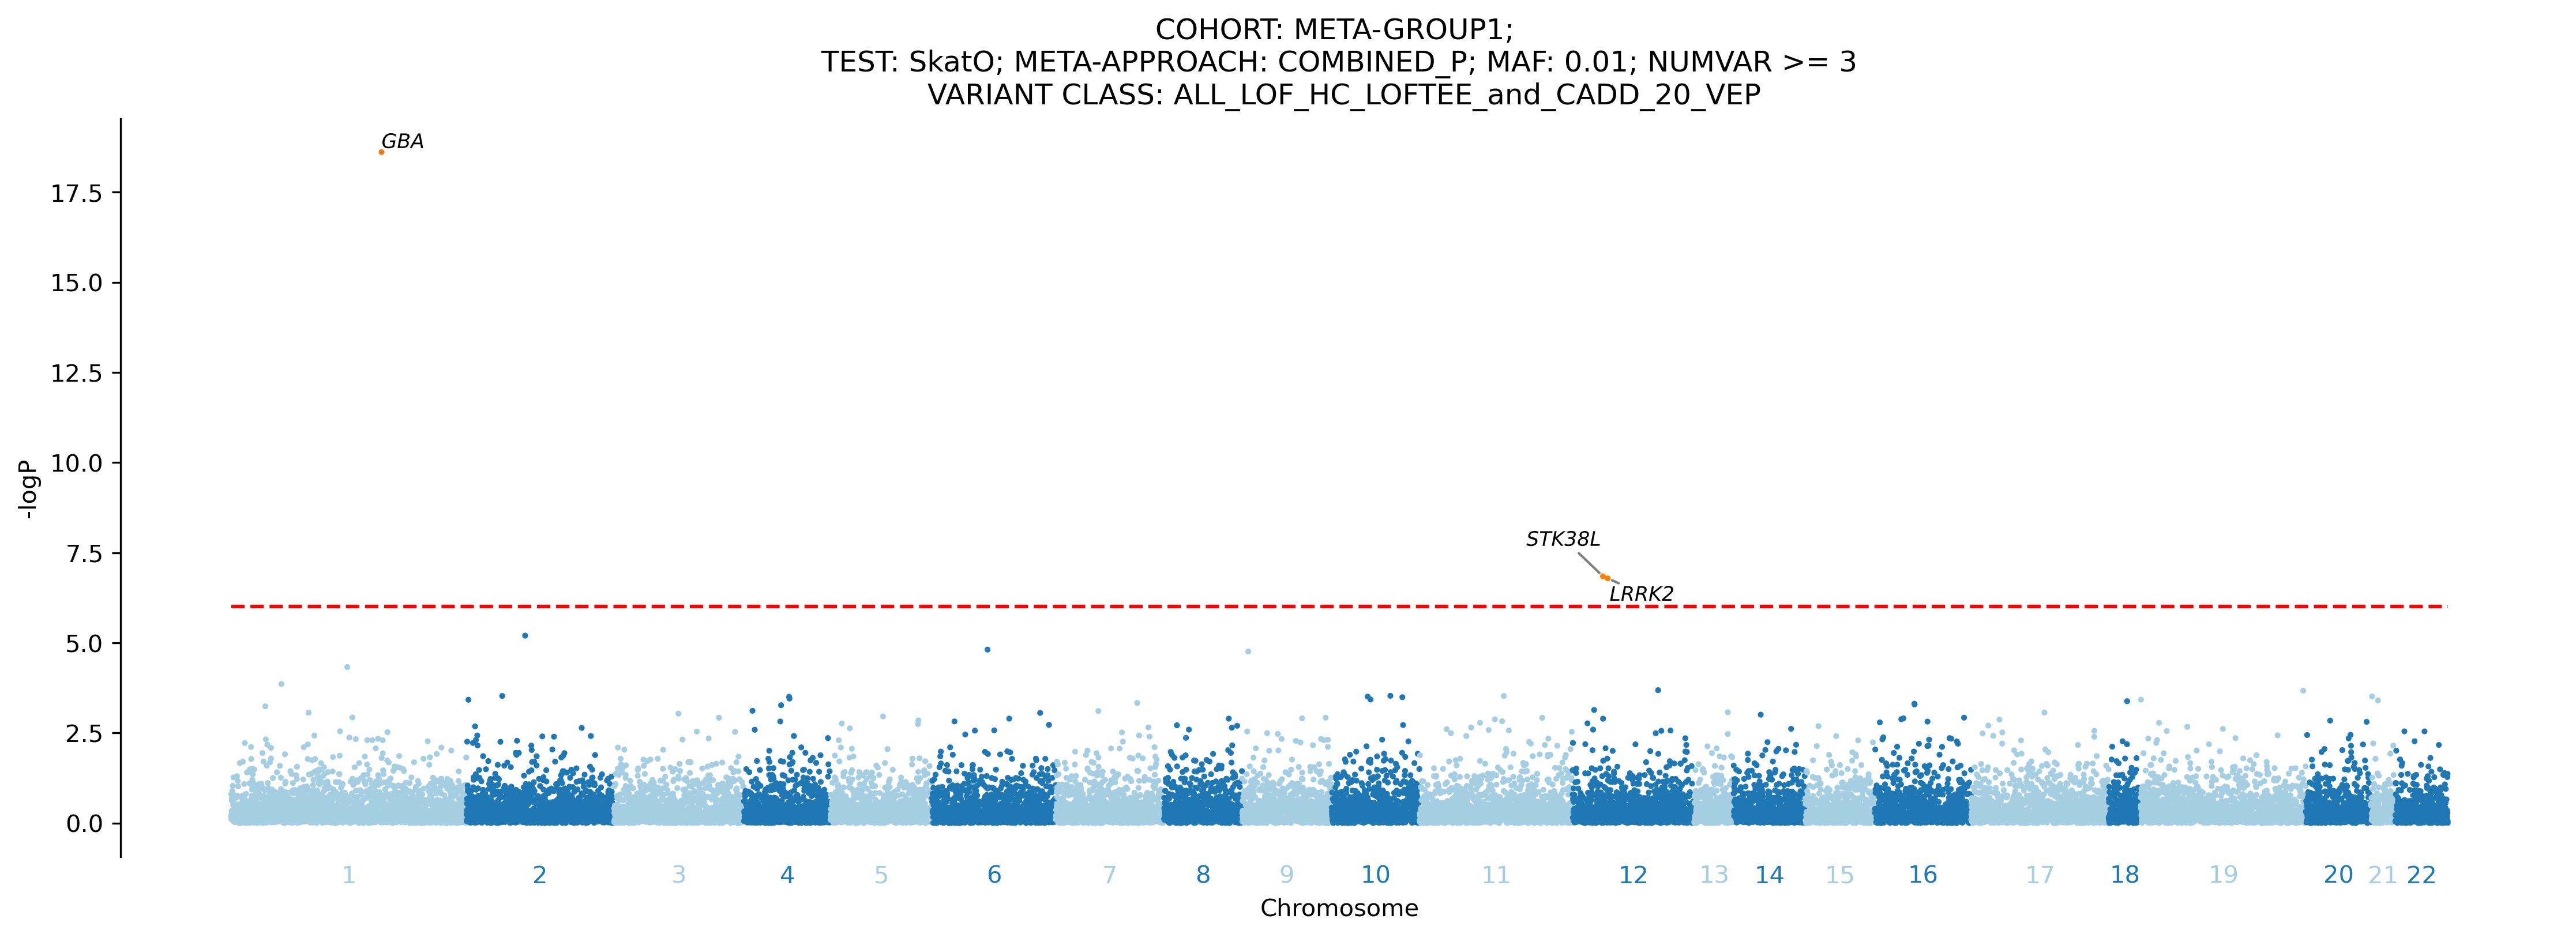 COHORT: META-GROUP1;
TEST: SkatO; META-APPROACH: COMBINED_P; MAF: 0.01; NUMVAR >= 3
VARIANT CLASS: ALL_LOF_HC_LOFTEE_and_CADD_20_VEP
GBA
17.5
15.0
12.5
10.0
-logP
STK38L
7.5
LRRK2
5.0
2.5
0.0
1 2 3 4 5 6 7 8 9 10 11 12 13 14 15 16 17 18 19 20 21 22
Chromosome